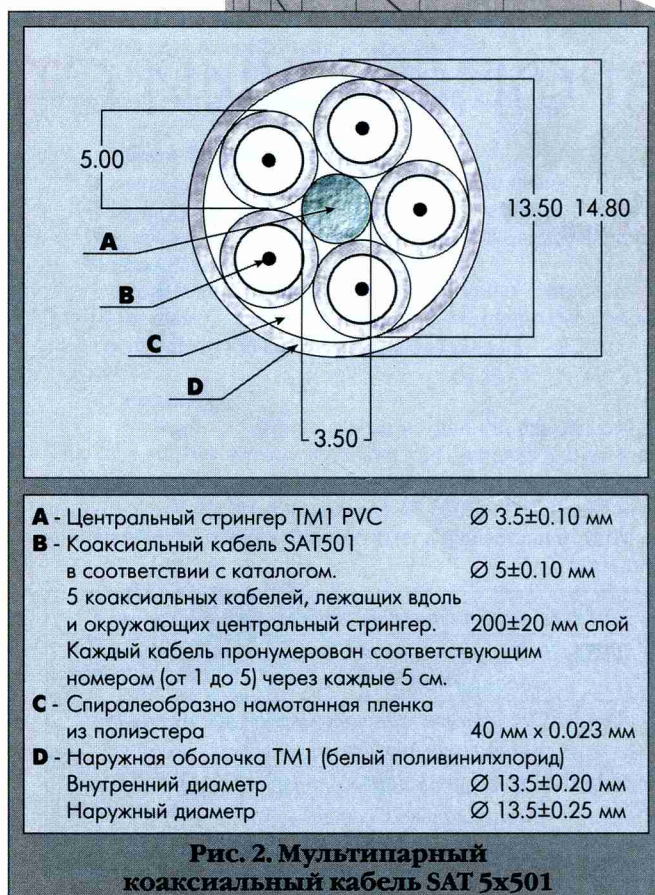 5.00
13.50 14.80
A
B
C
D
3.50
A - Центральный стрингер TM1 PVC Ø 3.5±0.10 мм
B - Коаксиальный кабель SAT501
в соответствии с каталогом. Ø 5±0.10 мм
5 коаксиальных кабелей, лежащих вдоль
и окружающих центральный стрингер. 200±20 мм слой
Каждый кабель пронумерован соответствующим
номером (от 1 до 5) через каждые 5 см.
C - Спиралеобразно намотанная пленка
из полиэстера 40 мм x 0.023 мм
D - Наружная оболочка TM1 (белый поливинилхлорид)
Внутренний диаметр Ø 13.5±0.20 мм
Наружный диаметр Ø 13.5±0.25 мм
Рис. 2. Мультипарный
коаксиальный кабель SAT 5x501